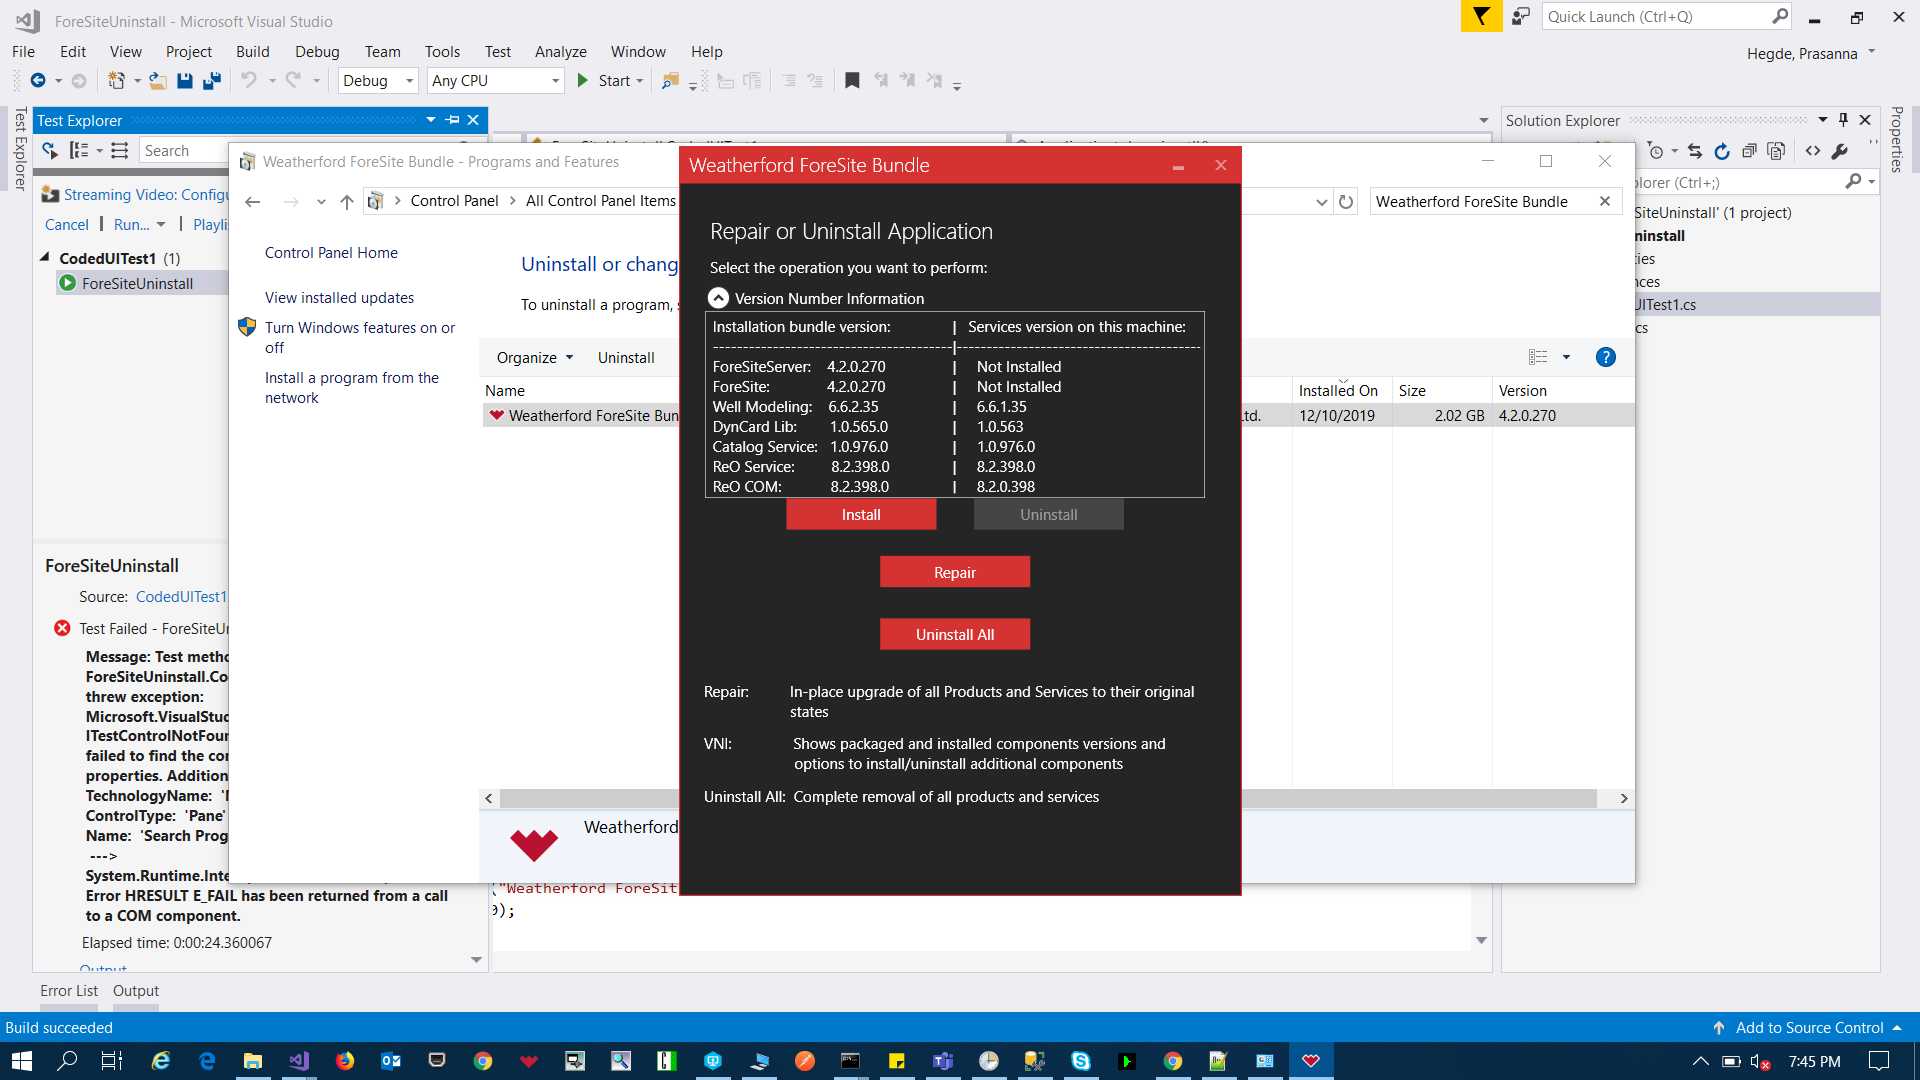 ForeSiteUninstall - Microsoft Visual Studio
Quick Launch (Ctrl+Q)
File Edit View Project Build Debug Team Tools Test Analyze Window Help
Hegde, Prasanna
Debug Any CPU Start
Test Explorer
Test Explorer
Search
Streaming Video: Configu
Cancel Run... Playli
CodedUITest1 (1)
ForeSiteUninstall
ForeSiteUninstall
Source: CodedUITest1
Test Failed - ForeSiteU
Message: Test metho
ForeSiteUninstall.Co
threw exception:
Microsoft.VisualStud
ITestControlNotFour
failed to find the co
properties. Addition
TechnologyName: '
ControlType: 'Pane'
Name: 'Search Prog
--->
System.Runtime.Inte
Error HRESULT E_FAIL has been returned from a call
to a COM component.
Elapsed time: 0:00:24.360067
Output
Weatherford ForeSite Bundle - Programs and Features
Control Panel All Control Panel Items
Weatherford ForeSite Bundle
Control Panel Home
View installed updates
Turn Windows features on or
off
Install a program from the
network
Uninstall or chang
To uninstall a program,
Organize Uninstall
Name Installed On Size Version
Weatherford ForeSite Bun td. 12/10/2019 2.02 GB 4.2.0.270
Weatherford
Weatherford ForeSite Bundle
Repair or Uninstall Application
Select the operation you want to perform:
Version Number Information
Installation bundle version: | Services version on this machine:
ForeSiteServer: 4.2.0.270 | Not Installed
ForeSite: 4.2.0.270 | Not Installed
Well Modeling: 6.6.2.35 | 6.6.1.35
DynCard Lib: 1.0.565.0 | 1.0.563
Catalog Service: 1.0.976.0 | 1.0.976.0
ReO Service: 8.2.398.0 | 8.2.398.0
ReO COM: 8.2.398.0 | 8.2.0.398
Install Uninstall
Repair
Uninstall All
Repair: In-place upgrade of all Products and Services to their original
states
VNI: Shows packaged and installed components versions and
options to install/uninstall additional components
Uninstall All: Complete removal of all products and services
("Weatherford ForeSit
);
Solution Explorer
Properties
plorer (Ctrl+;)
SiteUninstall' (1 project)
ninstall
ties
nces
UITest1.cs
cs
Error List Output
Build succeeded
Add to Source Control
7:45 PM